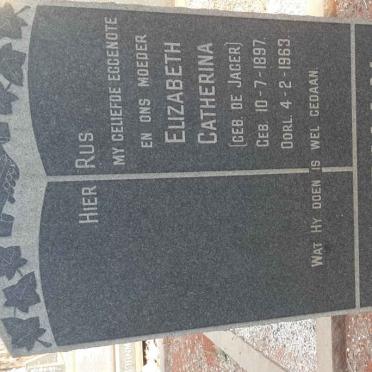 HIER RUS
MY GELIEFDE EGGENOTE
EN ONS MOEDER
ELIZABETH
CATHERINA
(GEB. DE JAGER)
GEB. 10-7-1897.
OORL. 4-2-1963.
WAT HY DOEN IS WEL GEDAAN